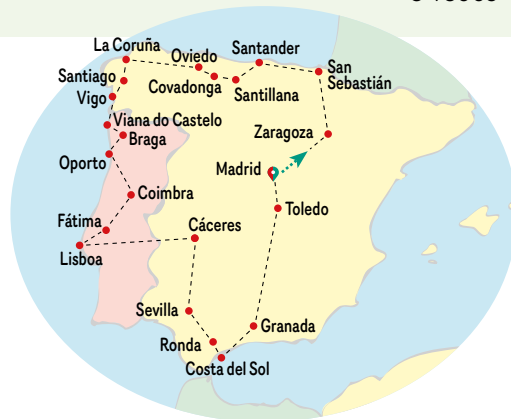 La Coruña
Oviedo
Santander
San
Sebastián
Santiago
Covadonga
Santillana
Vigo
Viana do Castelo
Braga
Zaragoza
Oporto
Madrid
Coimbra
Toledo
Fátima
Cáceres
Lisboa
Sevilla
Granada
Ronda
Costa del Sol